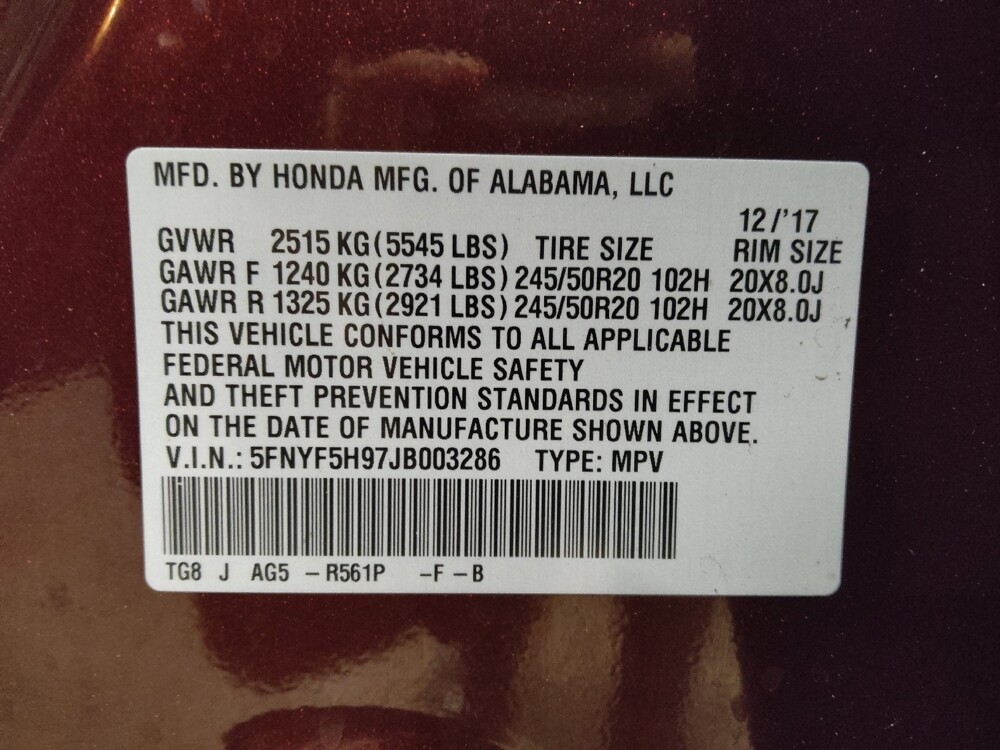 MFD. BY HONDA MFG. OF ALABAMA, LLC
12/'17
GVWR 2515 KG(5545 LBS) TIRE SIZE RIM SIZE
GAWR F 1240 KG(2734 LBS)245/50R20 102H 20X8.0J
GAWR R 1325 KG(2921 LBS)245/50R20 102H 20X8.0J
THIS VEHICLE CONFORMS TO ALL APPLICABLE
FEDERAL MOTOR VEHICLE SAFETY
AND THEFT PREVENTION STANDARDS IN EFFECT
ON THE DATE OF MANUFACTURE SHOWN ABOVE.
V.I.N.: 5FNYF5H97JB003286 TYPE: MPV
TG8 J AG5 –R561P –F –B